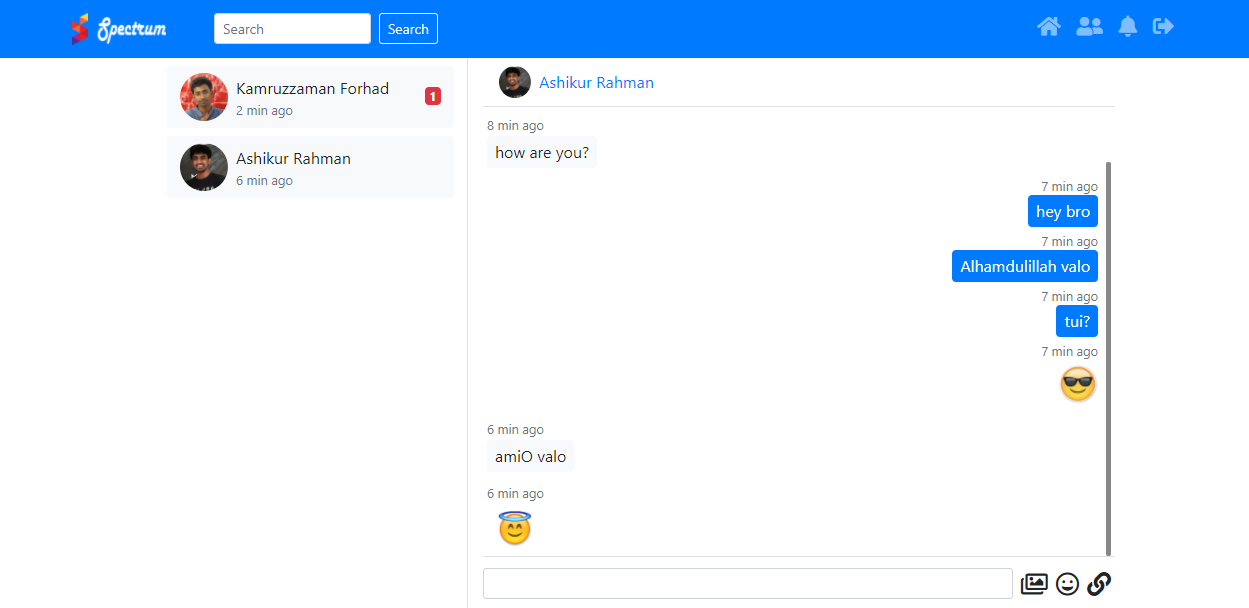 Spectrum
Search
Search
Kamruzzaman Forhad
2 min ago
1
Ashikur Rahman
6 min ago
Ashikur Rahman
8 min ago
how are you?
7 min ago
hey bro
7 min ago
Alhamdulillah valo
7 min ago
tui?
7 min ago
6 min ago
amiO valo
6 min ago